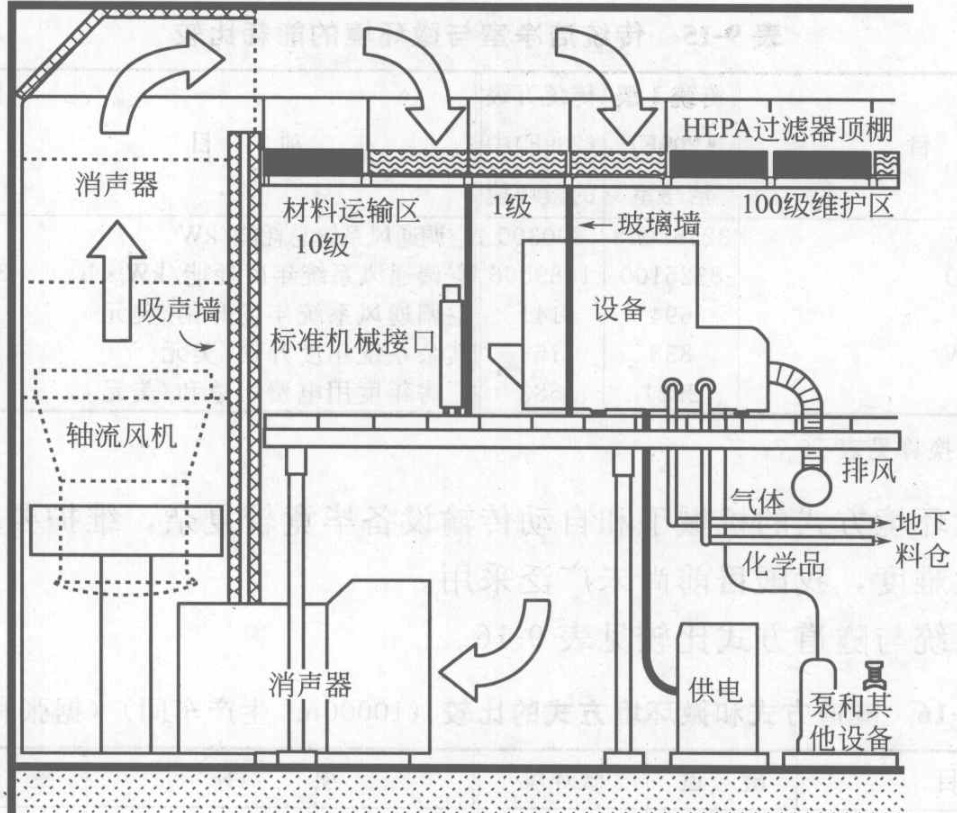 HEPA过滤器顶棚
消声器
材料运输区
10级
1级
玻璃墙
100级维护区
吸声墙
标准机械接口
设备
轴流风机
排风
气体
地
料仓
化学品
消声器
供电
泵和其
他设备